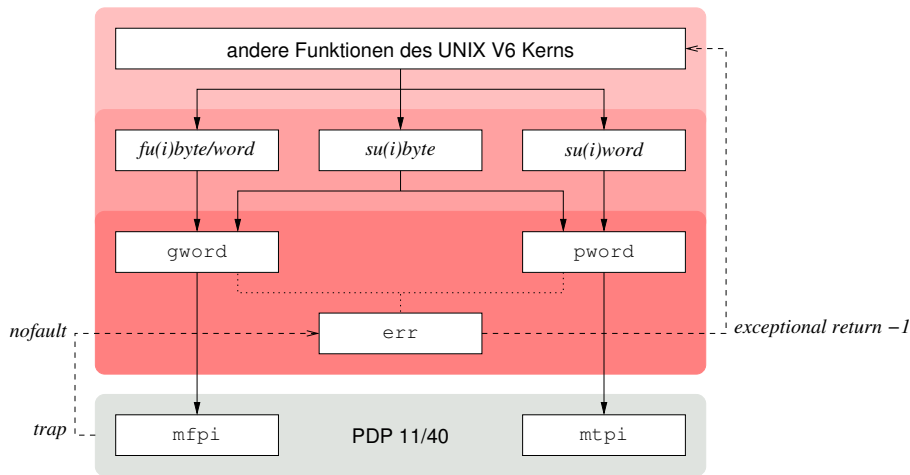 andere Funktionen des UNIX V6 Kerns
fu(i)byte/word
su(i)byte
su(i)word
gword
pword
nofault
err
exceptional return −1
trap
mfpi
PDP 11/40
mtpi